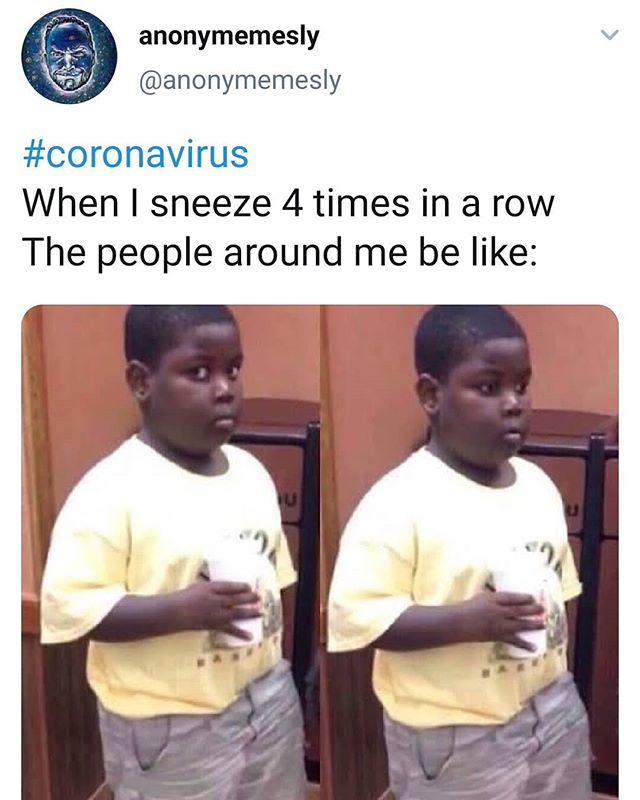 anonymemesly
@anonymemesly
#coronavirus
When I sneeze 4 times in a row
The people around me be like: